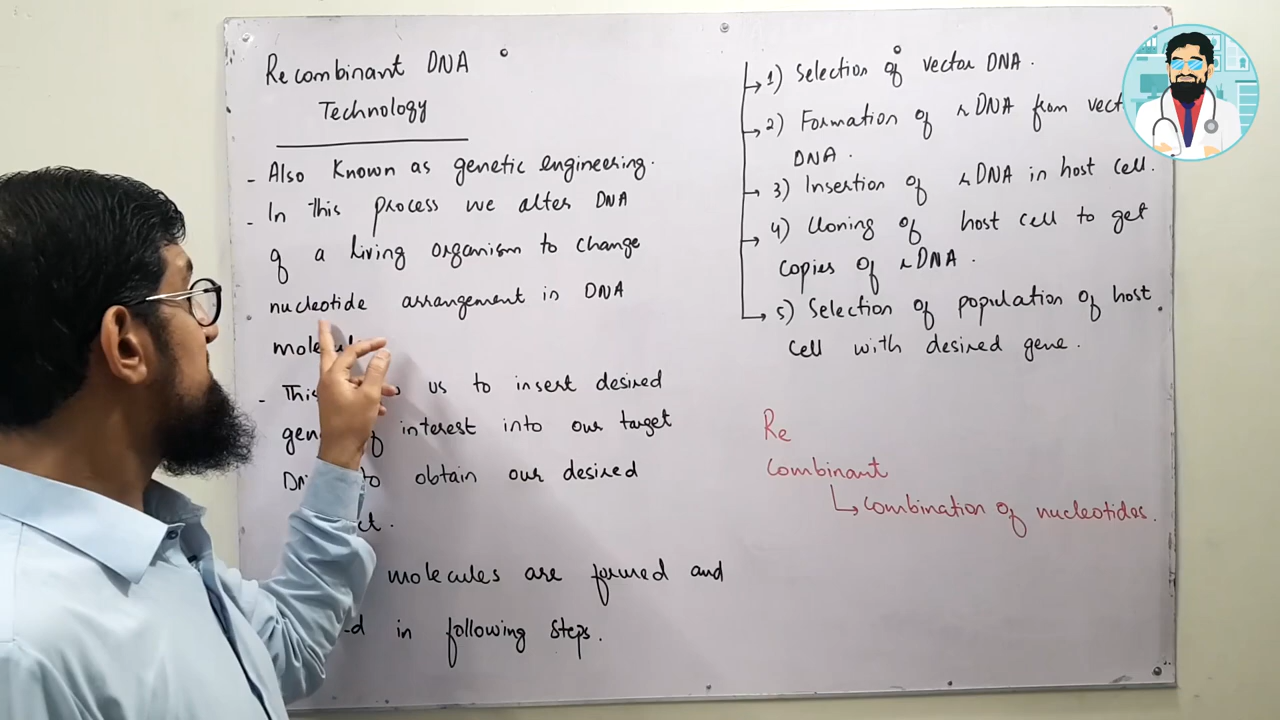 Recombinant DNA
Technology
- Also Known as genetic engineering.
- In this process we alter DNA
of a living organism to change
nucleotide arrangement in DNA
- us to insert desired
of interest into our target
to obtain our desired
molecules are formed and
in following steps.
1) Selection of vector DNA.
2) Formation of rDNA from
DNA.
3) Insertion of rDNA in host cell.
4) Cloning of host cell to get
copies of rDNA.
5) Selection of population of host
cell with desired gene.
Re
Combinant
↳ Combination of nucleotides.